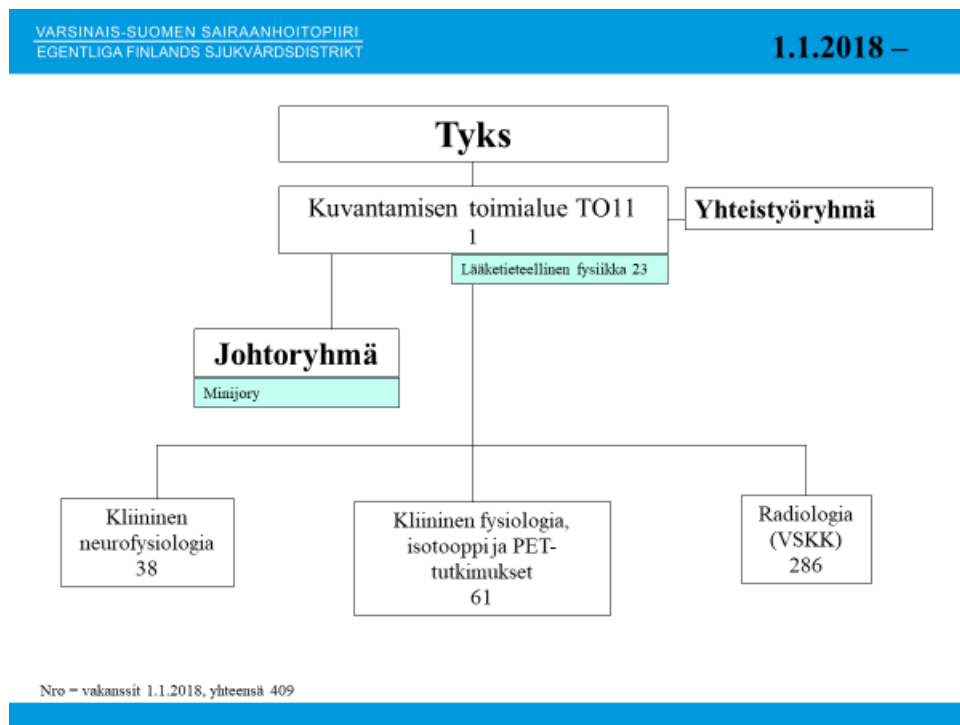 VARSINAIS-SUOMEN SAIRAANHOITOPIIRI
EGENTLIGA FINLANDS SJUKVÅRDSDISTRIKT
1.1.2018 –
Tyks
Kuvantamisen toimialue TO11
1
Yhteistyöryhmä
Lääketieteellinen fysiikka 23
Johtoryhmä
Minijory
Kliininen
neurofysiologia
38
Kliininen fysiologia,
isotooppi ja PET-
tutkimukset
61
Radiologia
(VSKK)
286
Nro = vakanssit 1.1.2018, yhteensä 409